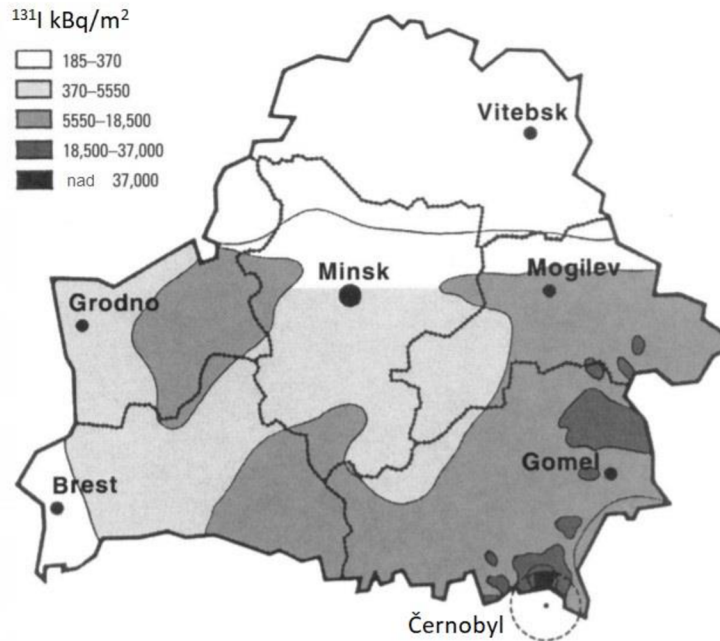 ¹³¹I kBq/m²
185–370
370–5550
5550–18,500
18,500–37,000
nad 37,000
Vitebsk
Minsk
Mogilev
Grodno
Gomel
Brest
Černobyl